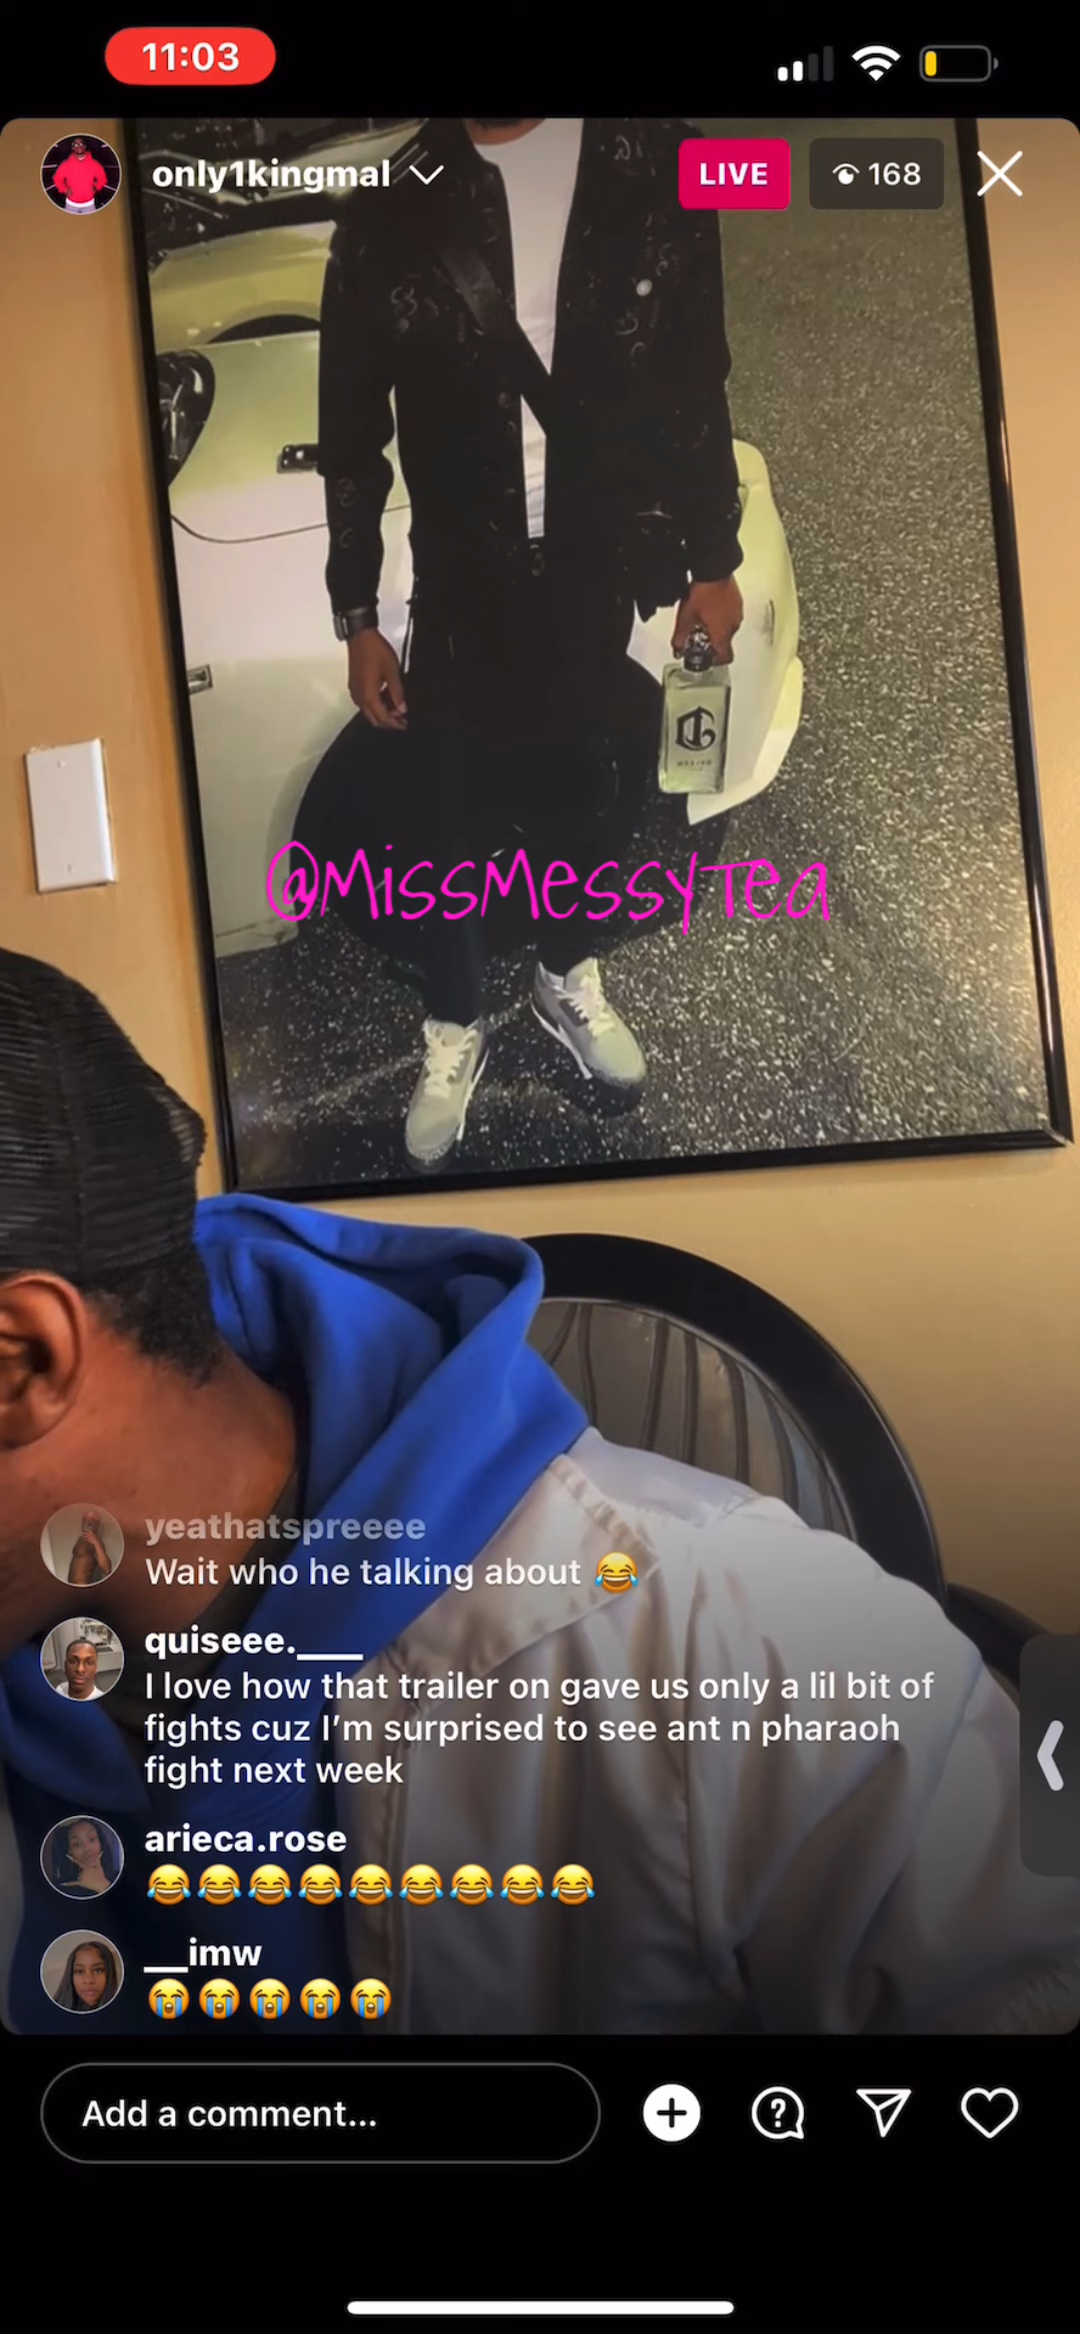 11:03
only1kingmal
LIVE
168
@MissMessyTea
yeathatspreeee
Wait who he talking about 😂
quiseee.____
I love how that trailer on gave us only a lil bit of
fights cuz I’m surprised to see ant n pharaoh
fight next week
arieca.rose
😂😂😂😂😂😂😂😂😂
__imw
😭😭😭😭😭
Add a comment...